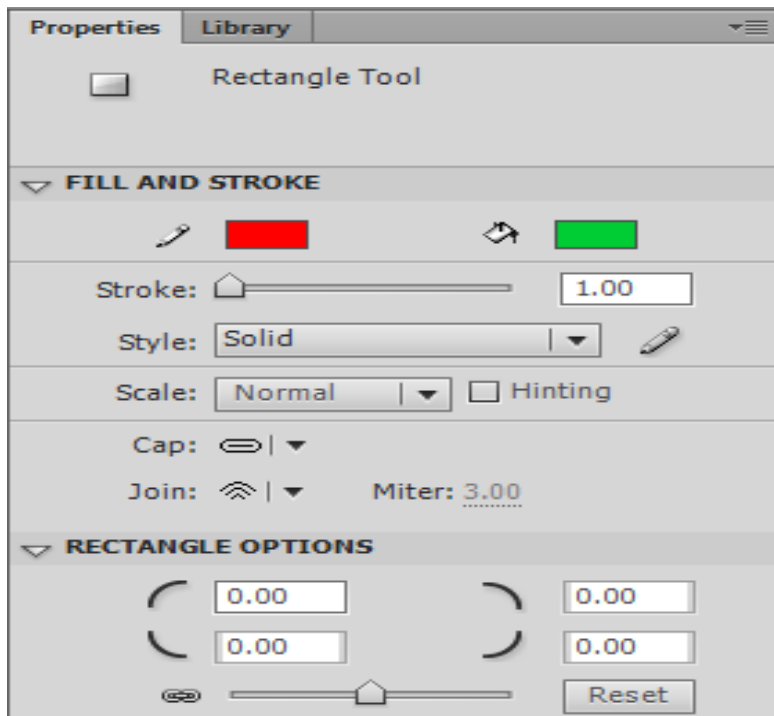 Properties Library
Rectangle Tool
FILL AND STROKE
Stroke: 1.00
Style: Solid
Scale: Normal Hinting
Cap:
Join: Miter: 3.00
RECTANGLE OPTIONS
0.00 0.00
0.00 0.00
Reset